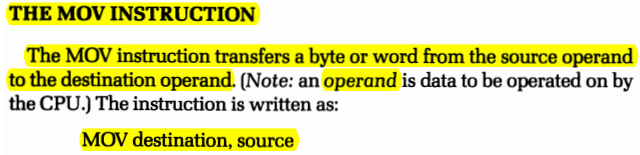 THE MOV INSTRUCTION
The MOV instruction transfers a byte or word from the source operand
to the destination operand. (Note: an operand is data to be operated on by
the CPU.) The instruction is written as:
MOV destination, source